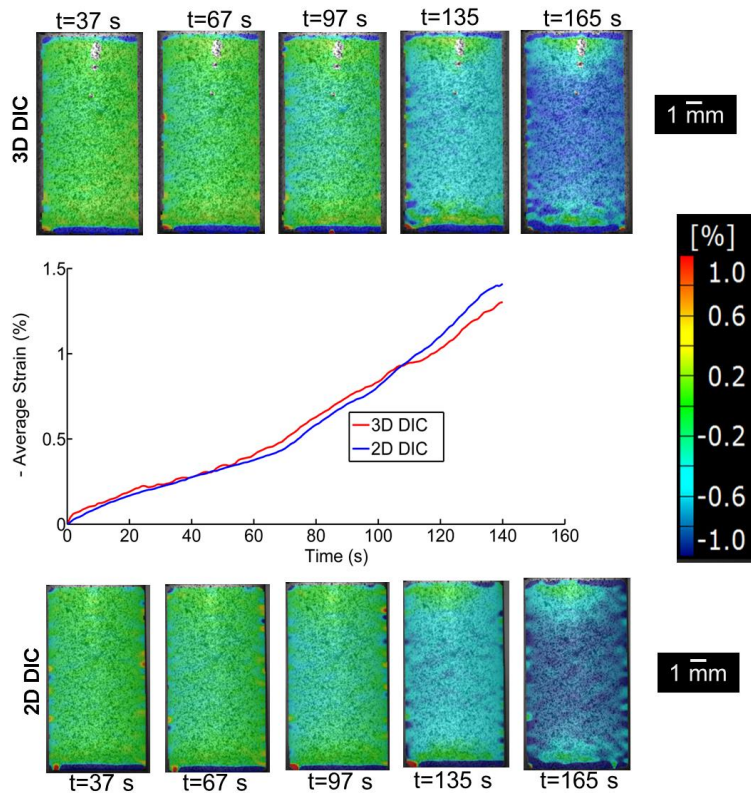 t=37 s t=67 s t=97 s t=135 t=165 s
3D DIC
1 mm
[%]
1.0
0.6
0.2
-0.2
-0.6
-1.0
1.5
1
0.5
0
- Average Strain (%)
3D DIC
2D DIC
0 20 40 60 80 100 120 140 160
Time (s)
2D DIC
1 mm
t=37 s t=67 s t=97 s t=135 s t=165 s